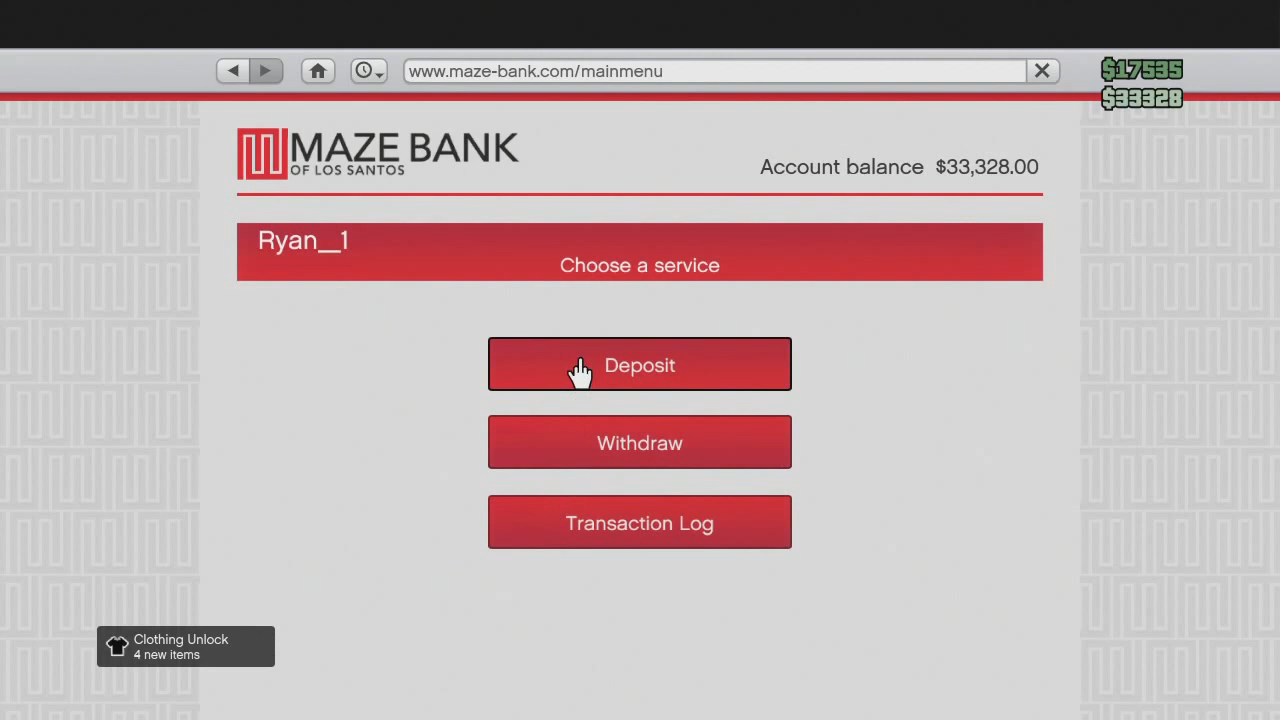 www.maze-bank.com/mainmenu
$17535
$33328
MAZE BANK
OF LOS SANTOS
Account balance $33,328.00
Ryan__1
Choose a service
Deposit
Withdraw
Transaction Log
Clothing Unlock
4 new items